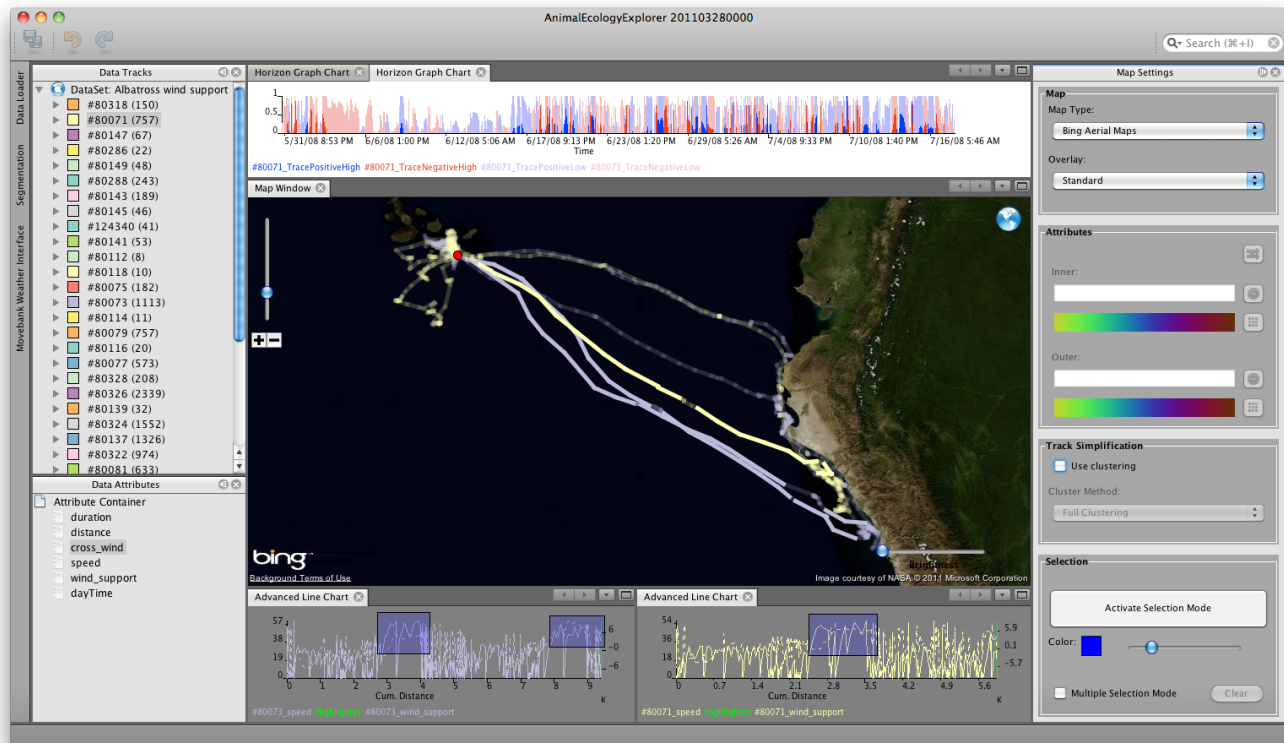 AnimalEcologyExplorer 201103280000
Search (⌘+I)
Data Loader
Segmentation
Movebank Weather Interface
Data Tracks
DataSet: Albatross wind support
#80318 (150)
#80071 (757)
#80147 (67)
#80286 (22)
#80149 (48)
#80288 (243)
#80143 (189)
#80145 (46)
#124340 (41)
#80141 (53)
#80112 (8)
#80118 (10)
#80075 (182)
#80073 (1113)
#80114 (11)
#80079 (757)
#80116 (20)
#80077 (573)
#80328 (208)
#80326 (2339)
#80139 (32)
#80324 (1552)
#80137 (1326)
#80322 (974)
#80081 (633)
Data Attributes
Attribute Container
duration
distance
cross_wind
speed
wind_support
dayTime
Horizon Graph Chart Horizon Graph Chart
1
0.5
0
5/31/08 8:53 PM 6/6/08 1:00 PM 6/12/08 5:06 AM 6/17/08 9:13 PM 6/23/08 1:20 PM 6/29/08 5:26 AM 7/4/08 9:33 PM 7/10/08 1:40 PM 7/16/08 5:46 AM
Time
#80071_TracePositiveHigh #80071_TraceNegativeHigh #80071_TracePositiveLow #80071_TraceNegativeLow
Map Window
bing™
Background Terms of Use
Brightness
Image courtesy of NASA © 2011 Microsoft Corporation
Advanced Line Chart
57
38
19
0
6
-0
-6
0 1 2 3 4 5 6 7 8 9
Cum. Distance
K
#80073_speed Highlighter #80073_wind_support
Advanced Line Chart
54
36
18
0
5.9
0.1
-5.7
0 0.7 1.4 2.1 2.8 3.5 4.2 4.9 5.6
Cum. Distance
K
#80071_speed Highlighter #80071_wind_support
Map Settings
Map
Map Type:
Bing Aerial Maps
Overlay:
Standard
Attributes
Inner:
Outer:
Track Simplification
Use clustering
Cluster Method:
Full Clustering
Selection
Activate Selection Mode
Color:
Multiple Selection Mode
Clear